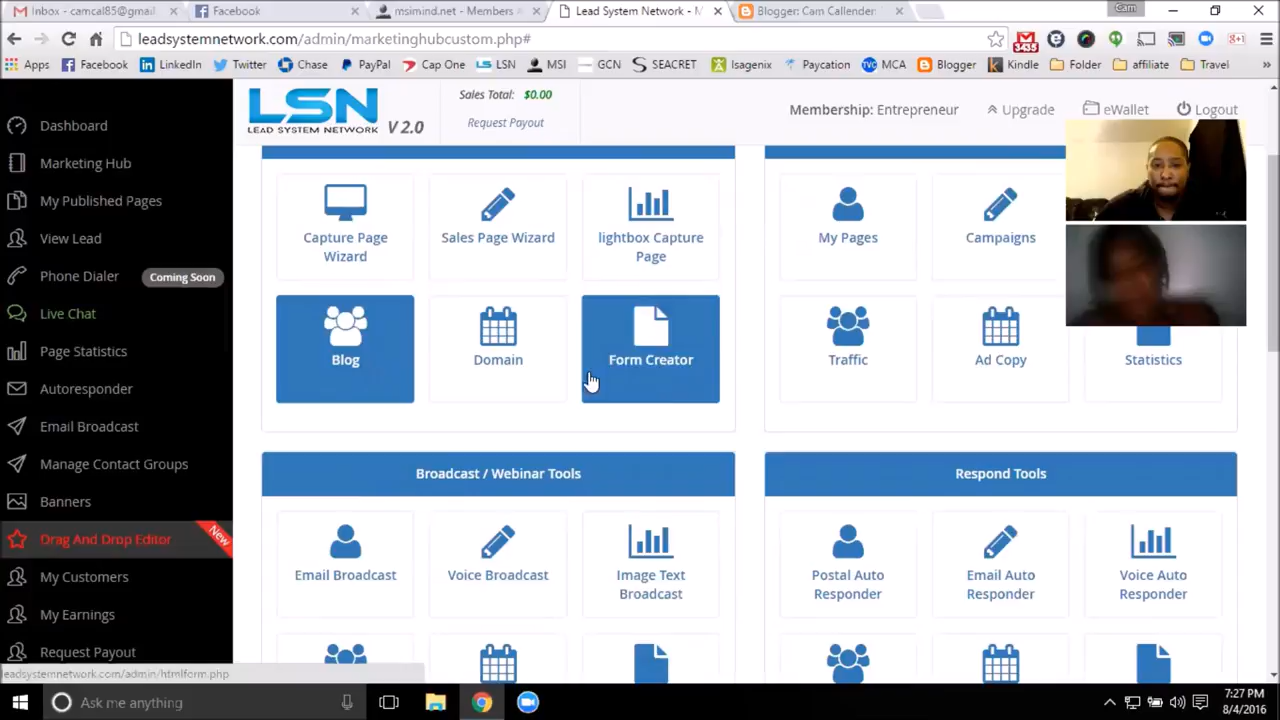 Inbox - camcal85@gmail.
Facebook
msimind.net - Members A
Lead System Network - M
Blogger: Cam Callender
Cam
leadsystemnetwork.com/admin/marketinghubcustom.php#
3435
Apps
Facebook
LinkedIn
Twitter
Chase
PayPal
Cap One
LSN
MSI
GCN
SEACRET
Isagenix
Paycation
MCA
Blogger
Kindle
Folder
affiliate
Travel
»
LSN
LEAD SYSTEM NETWORK
V 2.0
Sales Total: $0.00
Request Payout
Membership: Entrepreneur
Upgrade
eWallet
Logout
Dashboard
Marketing Hub
My Published Pages
View Lead
Phone Dialer Coming Soon
Live Chat
Page Statistics
Autoresponder
Email Broadcast
Manage Contact Groups
Banners
Drag And Drop Editor New
My Customers
My Earnings
Request Payout
Capture Page
Wizard
Sales Page Wizard
lightbox Capture
Page
Blog
Domain
Form Creator
My Pages
Campaigns
Traffic
Ad Copy
Statistics
Broadcast / Webinar Tools
Email Broadcast
Voice Broadcast
Image Text
Broadcast
Respond Tools
Postal Auto
Responder
Email Auto
Responder
Voice Auto
Responder
leadsystemnetwork.com/admin/htmlform.php
Ask me anything
7:27 PM
8/4/2016